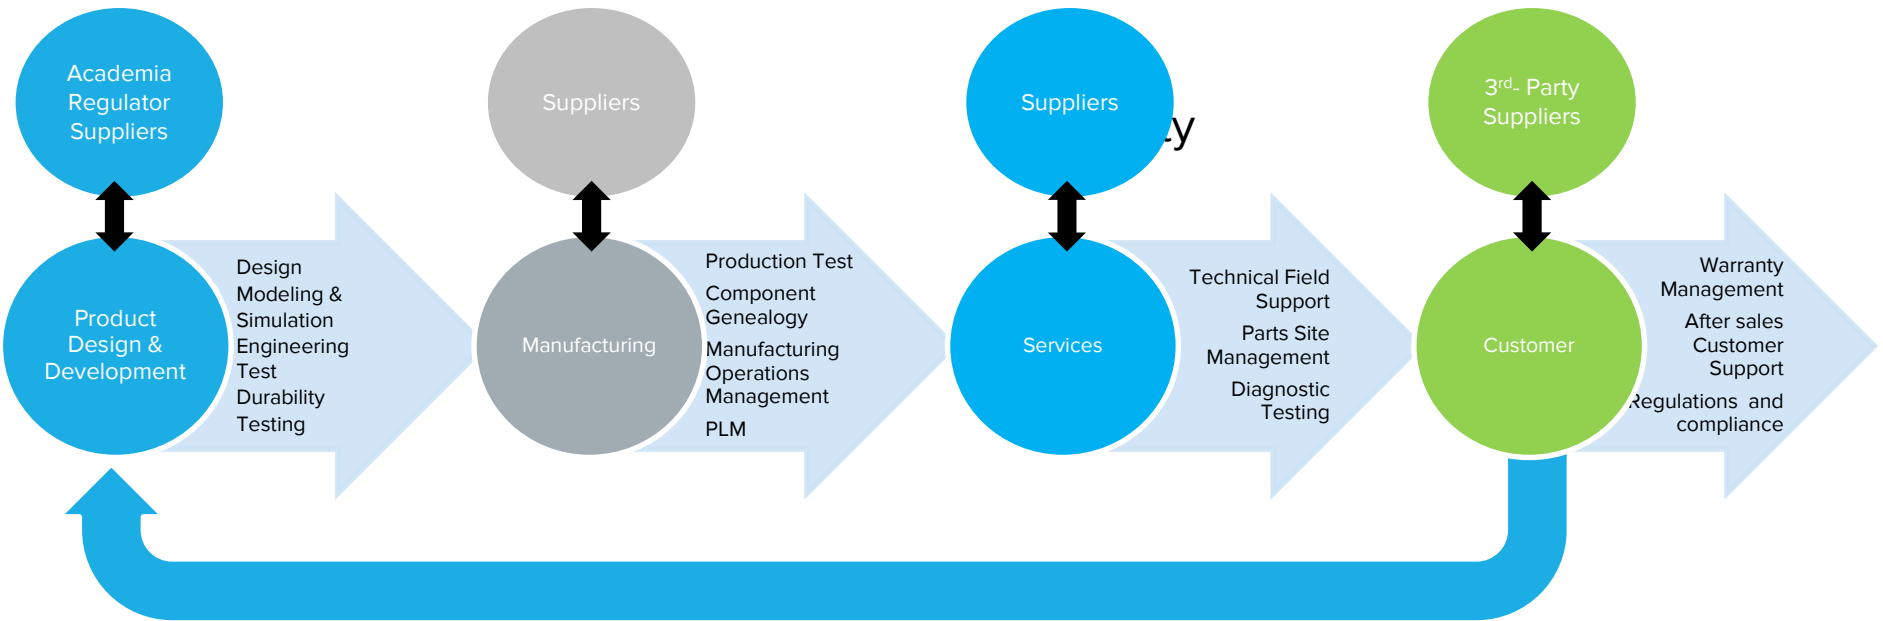 Academia
Regulator
Suppliers
Suppliers
Suppliers
3rd- Party
Suppliers
Product
Design &
Development
Design
Modeling &
Simulation
Engineering
Test
Durability
Testing
Manufacturing
Production Test
Component
Genealogy
Manufacturing
Operations
Management
PLM
Services
Technical Field
Support
Parts Site
Management
Diagnostic
Testing
Customer
Warranty
Management
After sales
Customer
Support
Regulations and
compliance